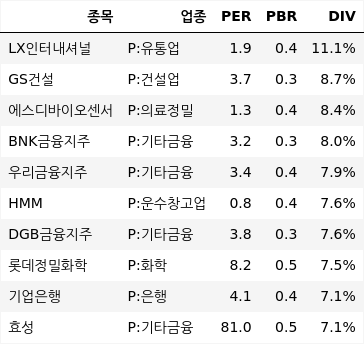 종목 업종 PER PBR DIV
LX인터내셔널 P:유통업 1.9 0.4 11.1%
GS건설 P:건설업 3.7 0.3 8.7%
에스디바이오센서 P:의료정밀 1.3 0.4 8.4%
BNK금융지주 P:기타금융 3.2 0.3 8.0%
우리금융지주 P:기타금융 3.4 0.4 7.9%
HMM P:운수창고업 0.8 0.4 7.6%
DGB금융지주 P:기타금융 3.8 0.3 7.6%
롯데정밀화학 P:화학 8.2 0.5 7.5%
기업은행 P:은행 4.1 0.4 7.1%
효성 P:기타금융 81.0 0.5 7.1%